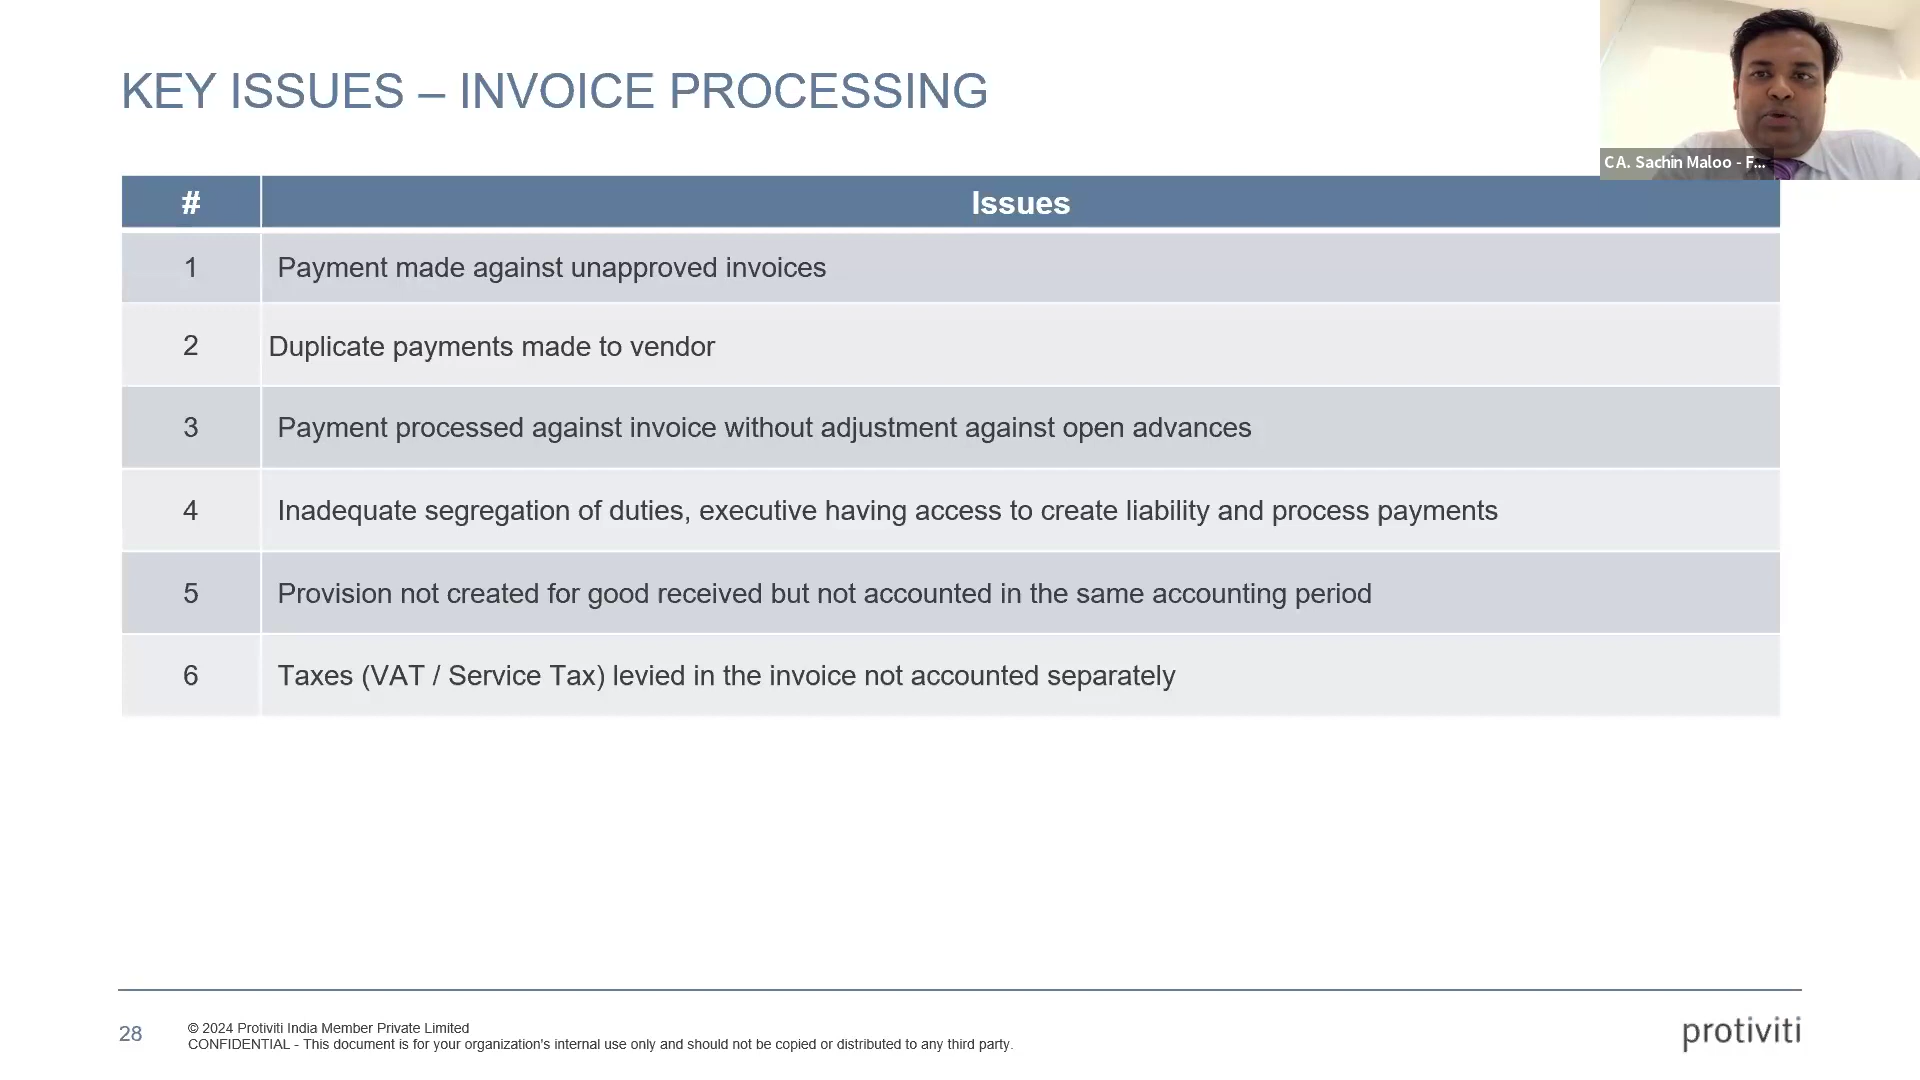 KEY ISSUES – INVOICE PROCESSING
CA. Sachin Maloo - F...
# Issues
1 Payment made against unapproved invoices
2 Duplicate payments made to vendor
3 Payment processed against invoice without adjustment against open advances
4 Inadequate segregation of duties, executive having access to create liability and process payments
5 Provision not created for good received but not accounted in the same accounting period
6 Taxes (VAT / Service Tax) levied in the invoice not accounted separately
28
© 2024 Protiviti India Member Private Limited
CONFIDENTIAL - This document is for your organization's internal use only and should not be copied or distributed to any third party.
protiviti